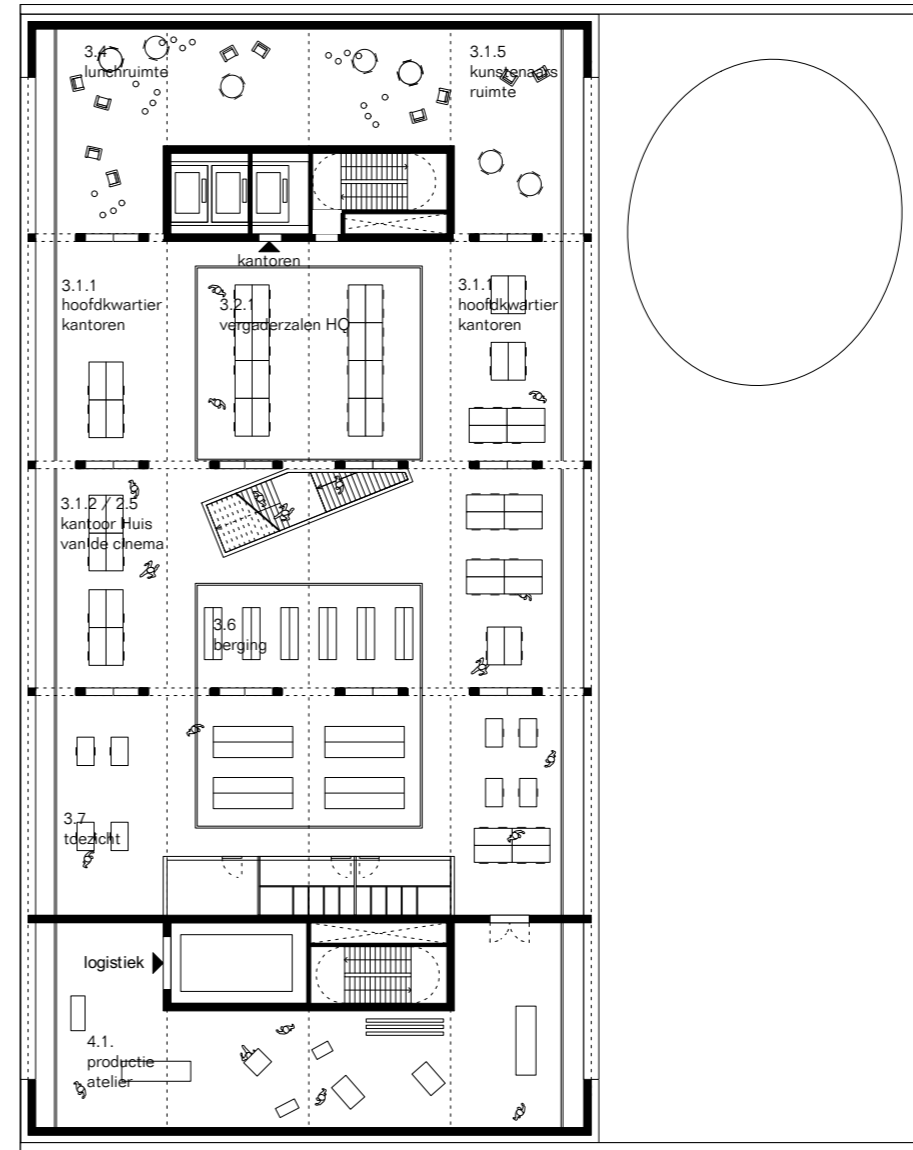 3.4
lunchruimte
3.1.5
kunstenaars
ruimte
kantoren
3.1.1
hoofdkwartier
kantoren
3.2.1
vergaderzalen HQ
3.1.1
hoofdkwartier
kantoren
3.1.2 / 2.5
kantoor Huis
van de cinema
3.6
berging
3.7
toezicht
logistiek
4.1.
productie
atelier